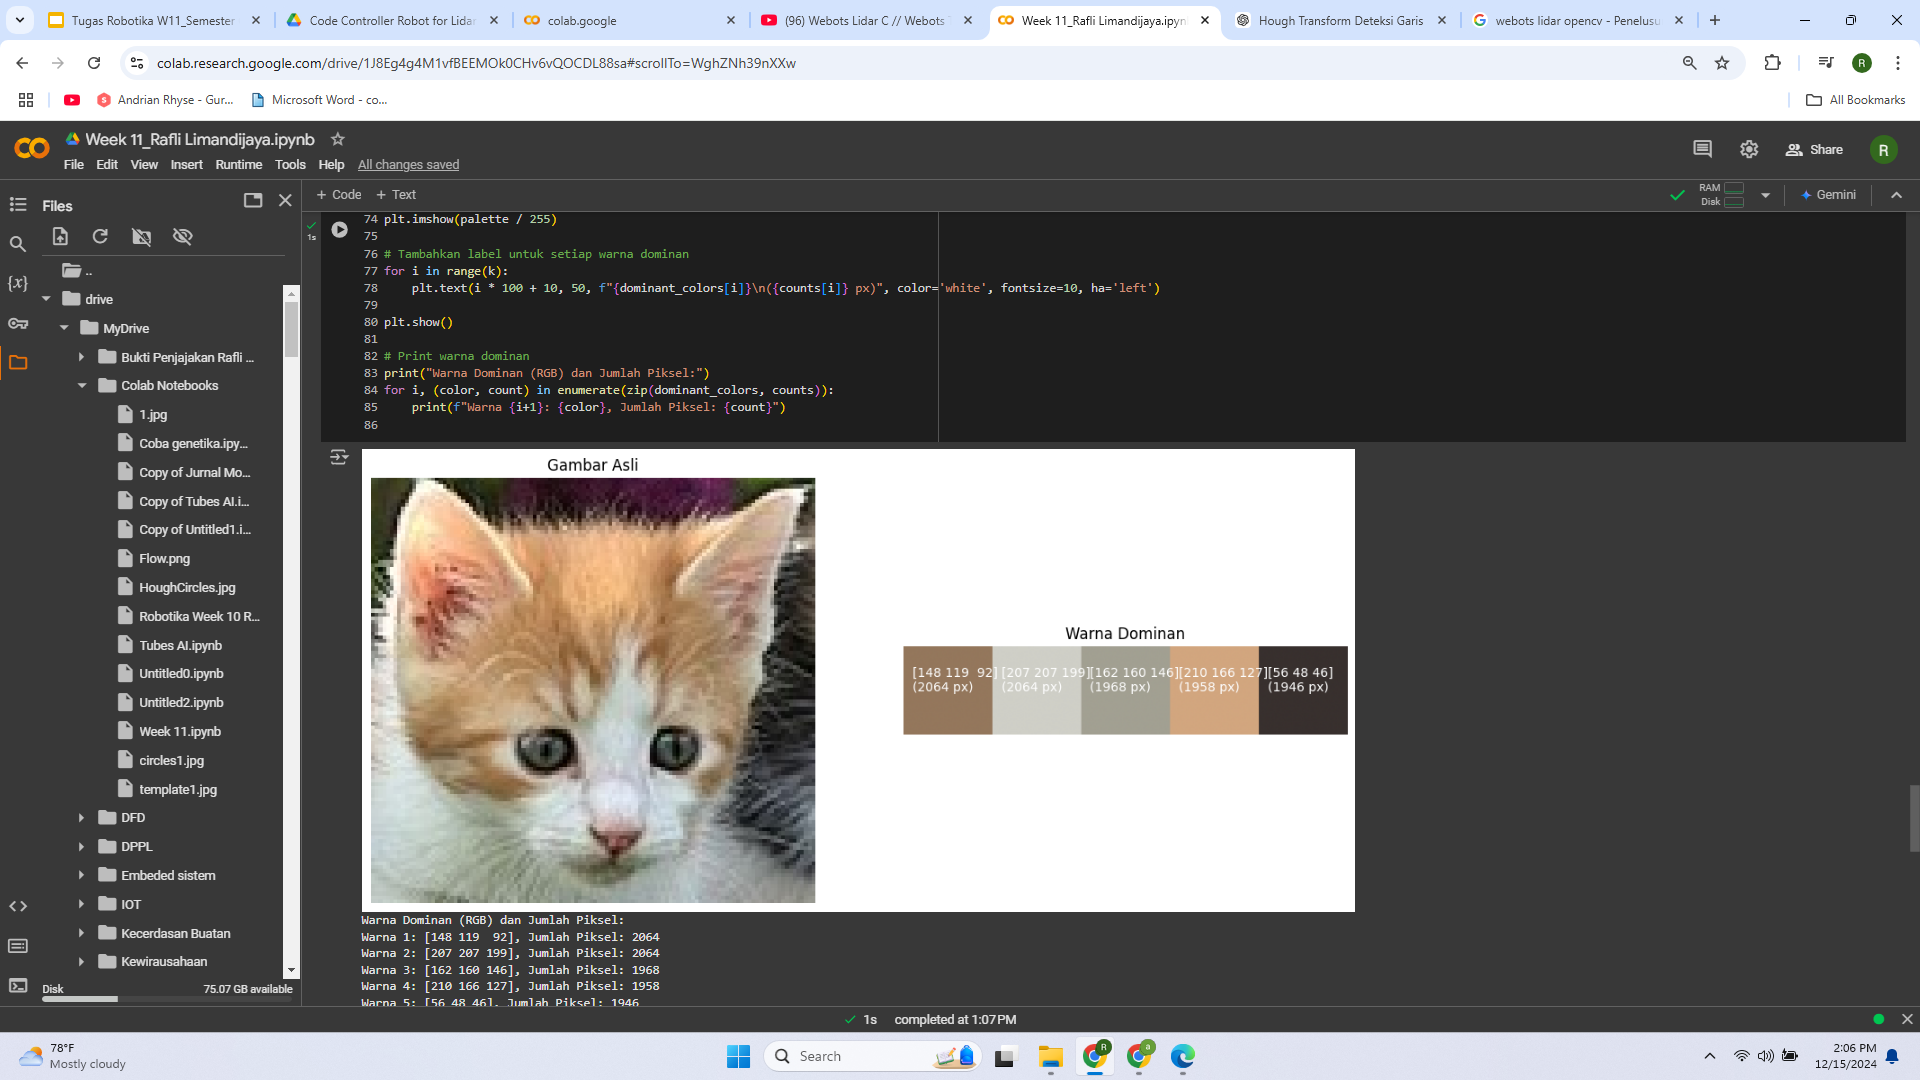 Tugas Robotika W11_Semester
Code Controller Robot for Lidar
colab.google
(96) Webots Lidar C // Webots
Week 11_Rafli Limandijaya.ipyn
Hough Transform Deteksi Garis
webots lidar opencv - Penelusu
colab.research.google.com/drive/1J8Eg4g4M1vfBEEMOk0CHv6vQOCDL88sa#scrollTo=WghZNh39nXXw
R
Andrian Rhyse - Gur...
Microsoft Word - co...
All Bookmarks
Week 11_Rafli Limandijaya.ipynb
File Edit View Insert Runtime Tools Help All changes saved
Share
R
Files
+ Code + Text
RAM
Disk
Gemini
..
drive
MyDrive
Bukti Penjajakan Rafli ...
Colab Notebooks
1.jpg
Coba genetika.ipy...
Copy of Jurnal Mo...
Copy of Tubes AI.i...
Copy of Untitled1.i...
Flow.png
HoughCircles.jpg
Robotika Week 10 R...
Tubes AI.ipynb
Untitled0.ipynb
Untitled2.ipynb
Week 11.ipynb
circles1.jpg
template1.jpg
DFD
DPPL
Embeded sistem
IOT
Kecerdasan Buatan
Kewirausahaan
Disk 75.07 GB available
1s
74 plt.imshow(palette / 255)
75
76 # Tambahkan label untuk setiap warna dominan
77 for i in range(k):
78     plt.text(i * 100 + 10, 50, f"{dominant_colors[i]}\n({counts[i]} px)", color='white', fontsize=10, ha='left')
79
80 plt.show()
81
82 # Print warna dominan
83 print("Warna Dominan (RGB) dan Jumlah Piksel:")
84 for i, (color, count) in enumerate(zip(dominant_colors, counts)):
85     print(f"Warna {i+1}: {color}, Jumlah Piksel: {count}")
86
Gambar Asli
Warna Dominan
[148 119  92] [207 207 199] [162 160 146] [210 166 127] [56 48 46]
(2064 px) (2064 px) (1968 px) (1958 px) (1946 px)
Warna Dominan (RGB) dan Jumlah Piksel:
Warna 1: [148 119  92], Jumlah Piksel: 2064
Warna 2: [207 207 199], Jumlah Piksel: 2064
Warna 3: [162 160 146], Jumlah Piksel: 1968
Warna 4: [210 166 127], Jumlah Piksel: 1958
Warna 5: [56 48 46], Jumlah Piksel: 1946
1s completed at 1:07 PM
78°F
Mostly cloudy
Search
2:06 PM
12/15/2024